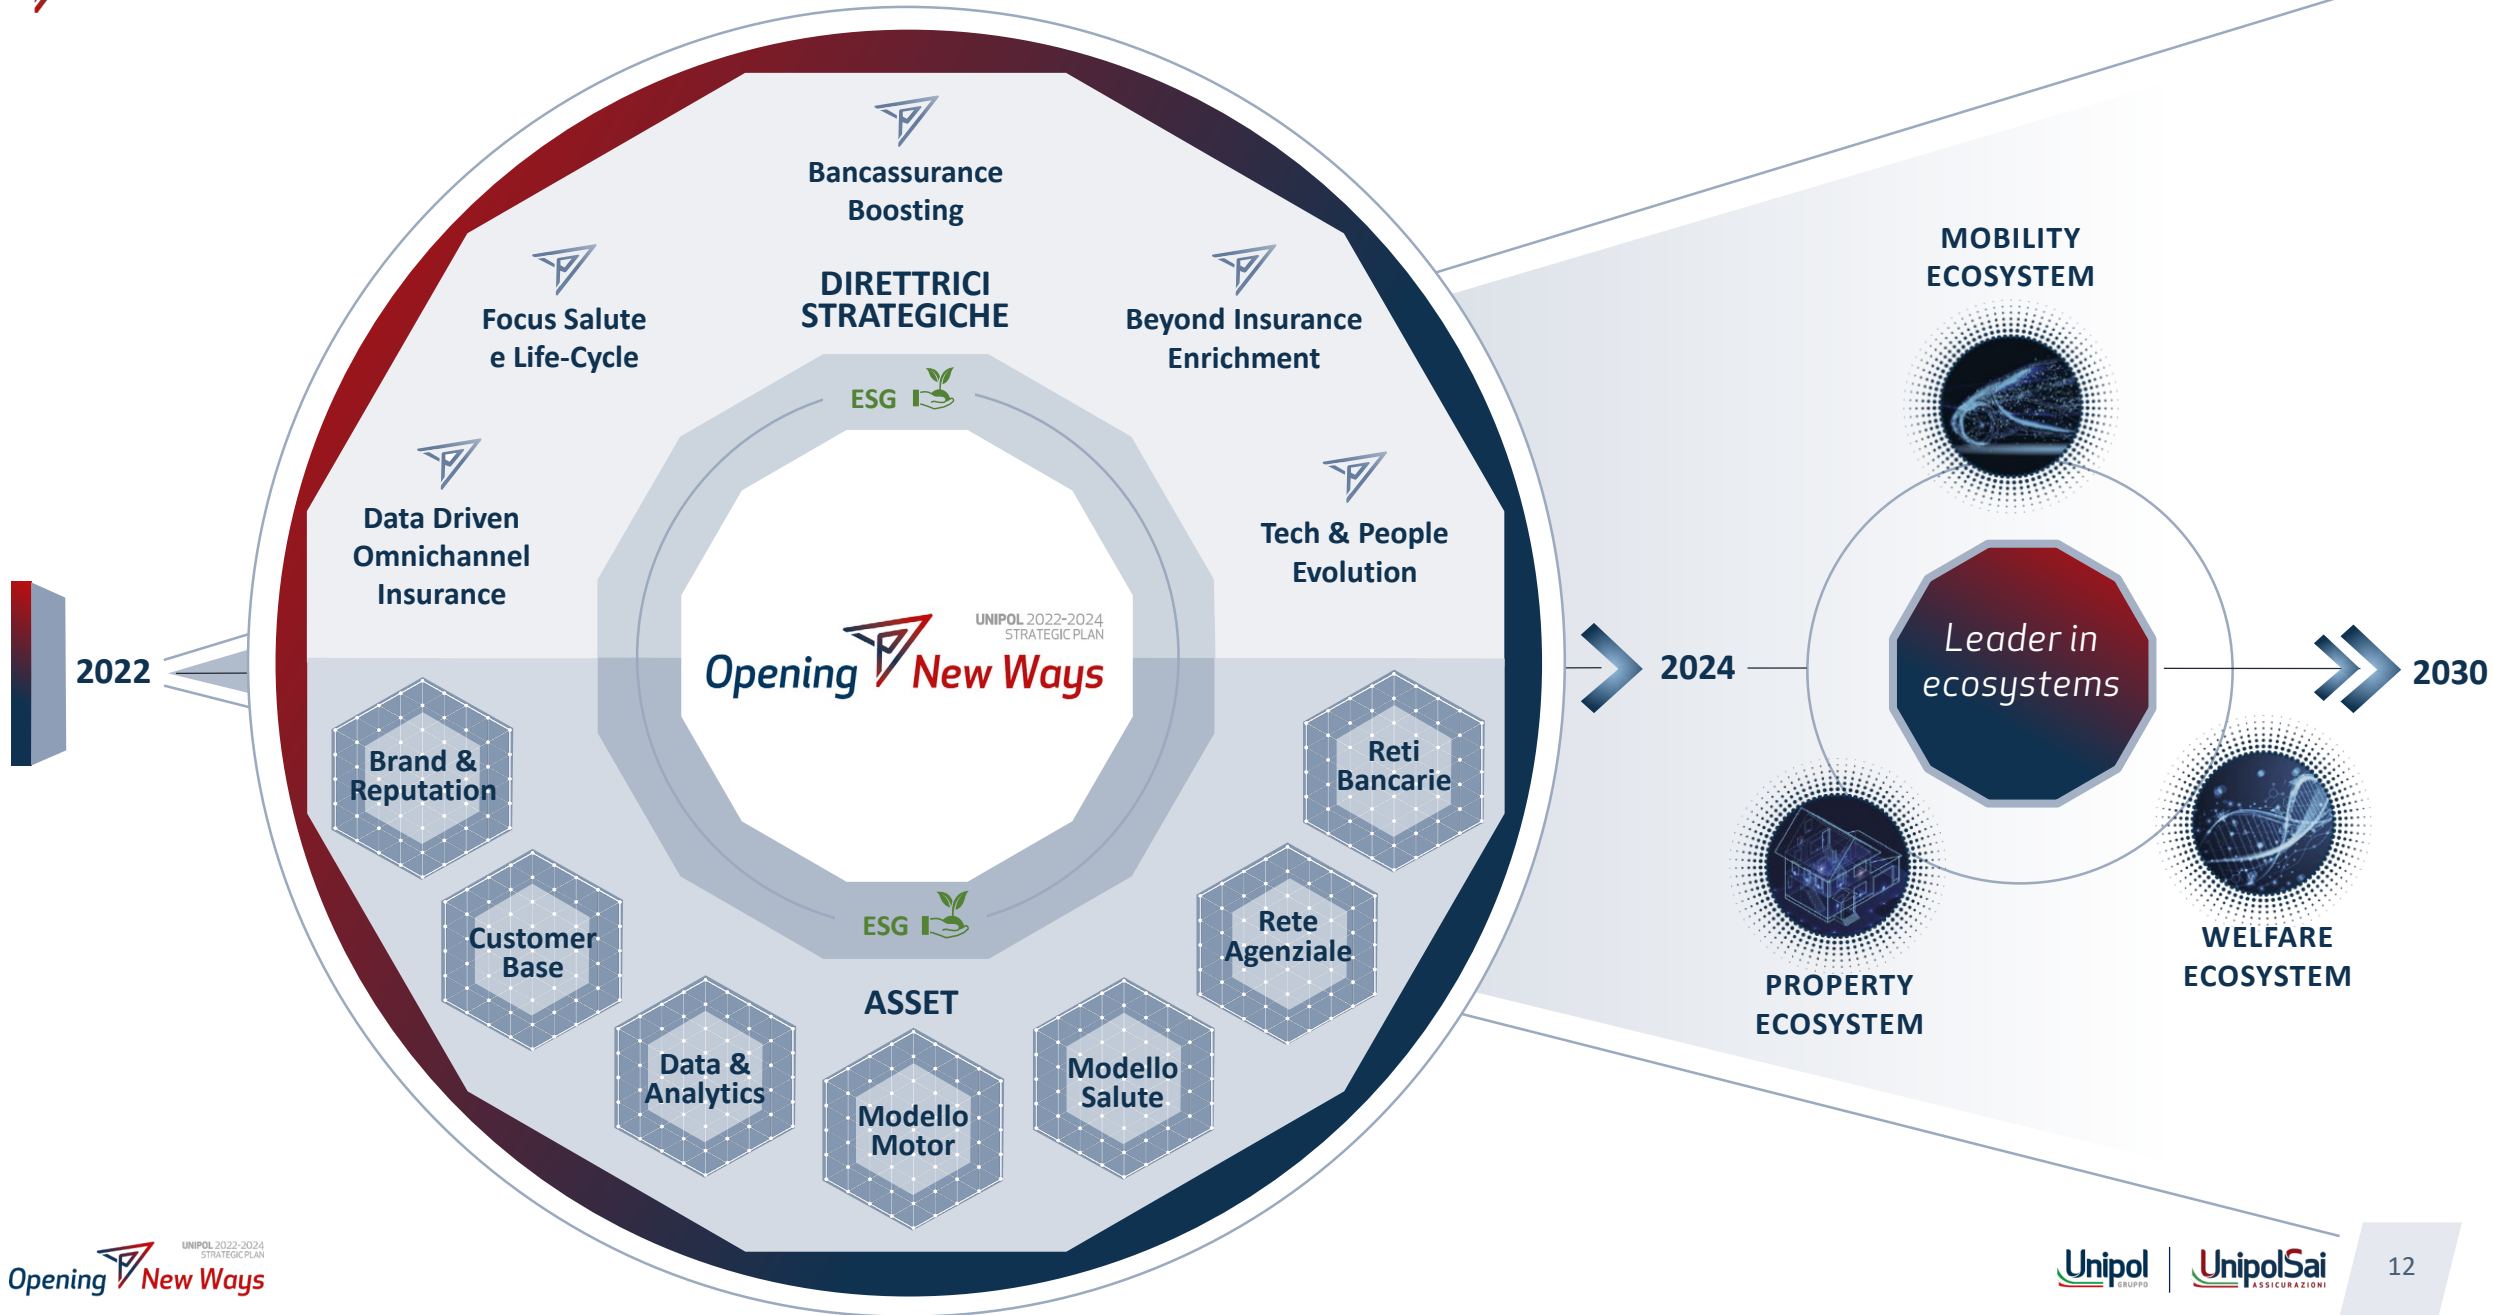 Bancassurance
Boosting
DIRETTRICI
STRATEGICHE
Focus Salute
e Life-Cycle
Beyond Insurance
Enrichment
Data Driven
Omnichannel
Insurance
Tech & People
Evolution
ESG
2022
UNIPOL 2022-2024
STRATEGIC PLAN
Opening New Ways
ESG
ASSET
Brand &
Reputation
Customer
Base
Data &
Analytics
Modello
Motor
Modello
Salute
Rete
Agenziale
Reti
Bancarie
2024
MOBILITY
ECOSYSTEM
Leader in
ecosystems
2030
PROPERTY
ECOSYSTEM
WELFARE
ECOSYSTEM
UNIPOL 2022-2024
STRATEGIC PLAN
Opening New Ways
Unipol
GRUPPO
UnipolSai
ASSICURAZIONI
12